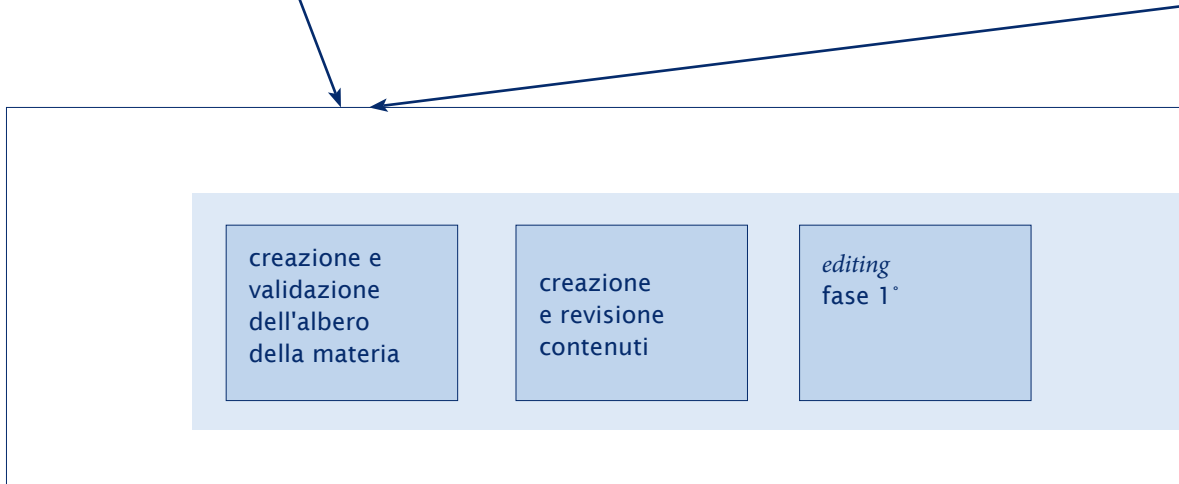 creazione e
validazione
dell'albero
della materia
creazione
e revisione
contenuti
editing
fase 1°